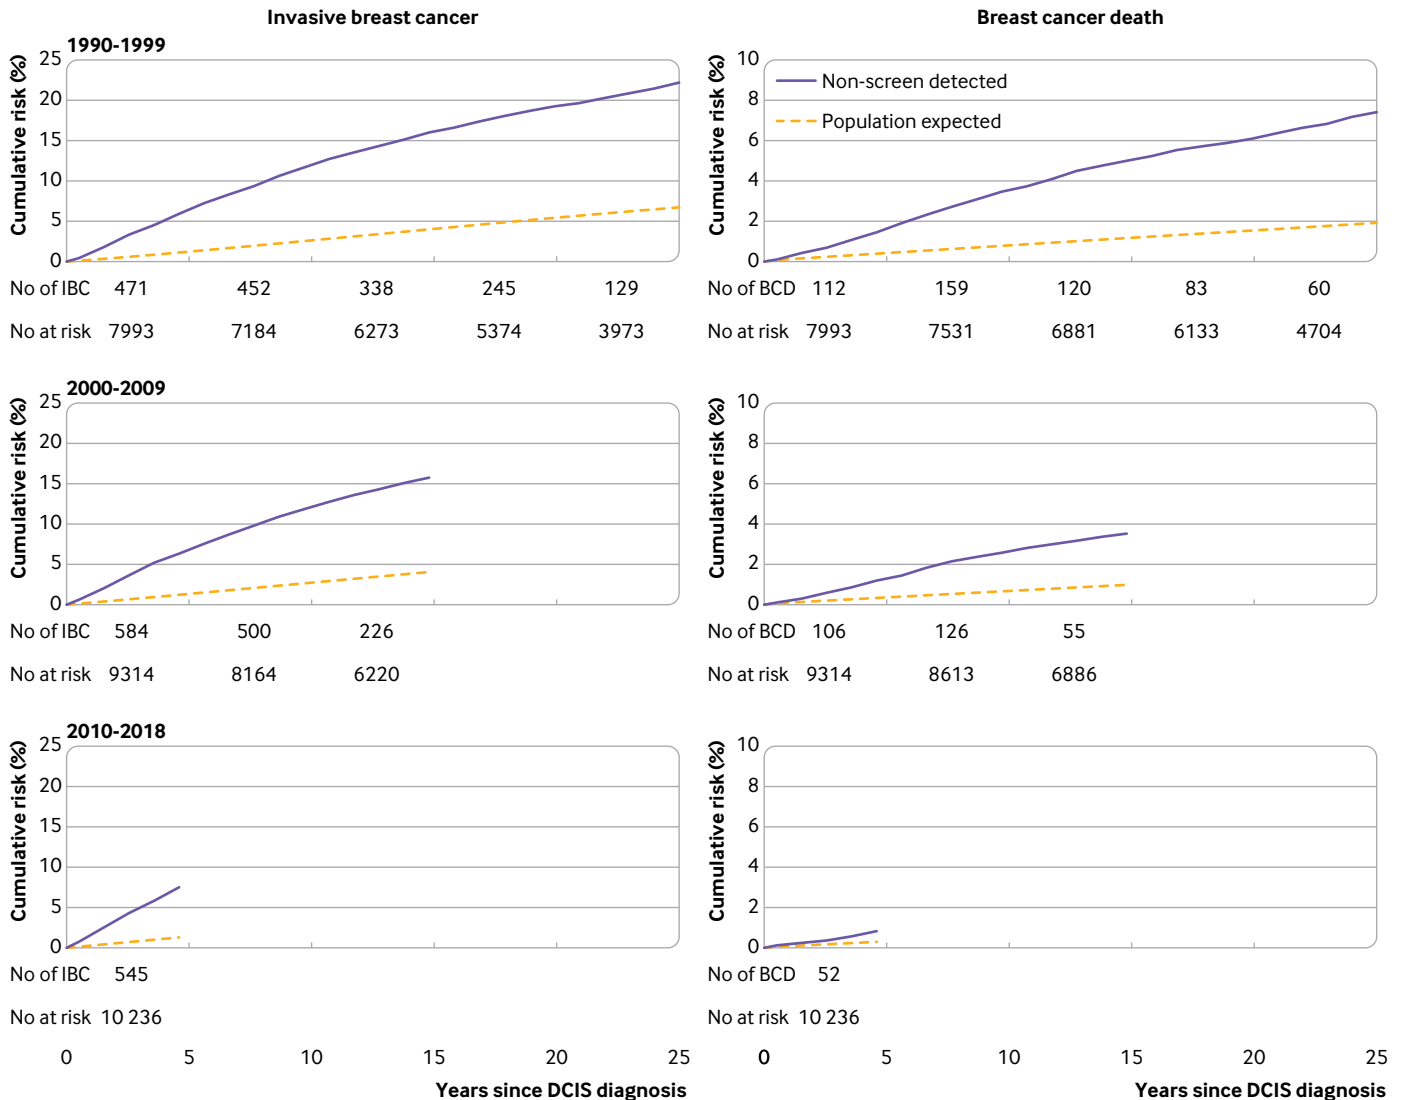 Invasive breast cancer
Breast cancer death
1990-1999
Cumulative risk (%)
25
20
15
10
5
0
No of IBC 471 452 338 245 129
No at risk 7993 7184 6273 5374 3973
Cumulative risk (%)
10
8
6
4
2
0
Non-screen detected
Population expected
No of BCD 112 159 120 83 60
No at risk 7993 7531 6881 6133 4704
2000-2009
Cumulative risk (%)
25
20
15
10
5
0
No of IBC 584 500 226
No at risk 9314 8164 6220
Cumulative risk (%)
10
8
6
4
2
0
No of BCD 106 126 55
No at risk 9314 8613 6886
2010-2018
Cumulative risk (%)
25
20
15
10
5
0
No of IBC 545
No at risk 10 236
0 5 10 15 20 25
Years since DCIS diagnosis
Cumulative risk (%)
10
8
6
4
2
0
No of BCD 52
No at risk 10 236
0 5 10 15 20 25
Years since DCIS diagnosis